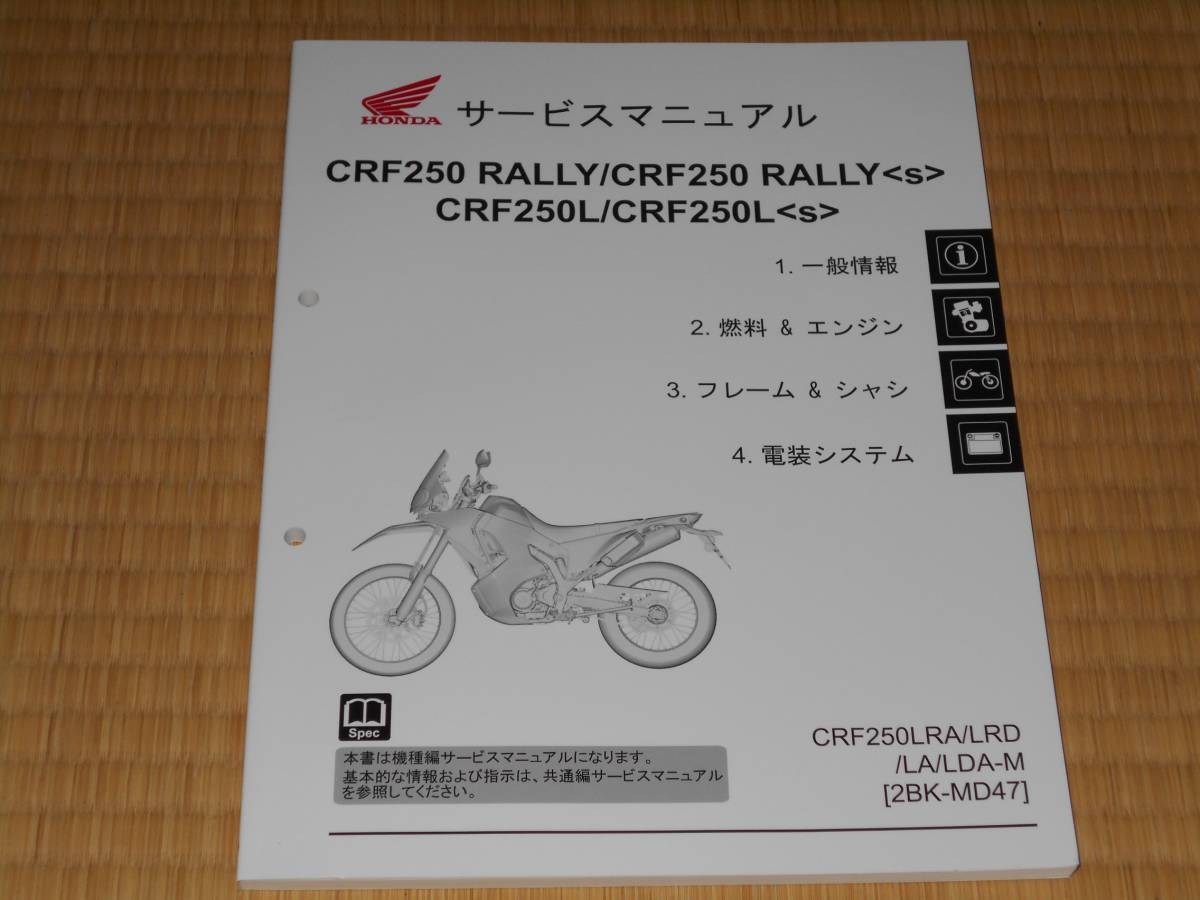 HONDA サービスマニュアル
CRF250 RALLY/CRF250 RALLY<s>
CRF250L/CRF250L<s>
1. 一般情報
2. 燃料 & エンジン
3. フレーム & シャシ
4. 電装システム
Spec
本書は機種編サービスマニュアルになります。
基本的な情報および指示は、共通編サービスマニュアル
を参照してください。
CRF250LRA/LRD
/LA/LDA-M
[2BK-MD47]